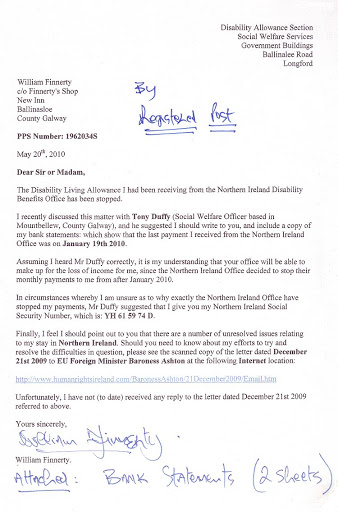 Disability Allowance Section
Social Welfare Services
Government Buildings
Ballinalee Road
Longford
William Finnerty
c/o Finnerty's Shop
New Inn
Ballinasloe
County Galway
By
Registered Post
PPS Number: 1962034S
May 20th, 2010
Dear Sir or Madam,
The Disability Living Allowance I had been receiving from the Northern Ireland Disability
Benefits Office has been stopped.
I recently discussed this matter with Tony Duffy (Social Welfare Officer based in
Mountbellew, County Galway), and he suggested I should write to you, and include a copy of
my bank statements: which show that the last payment I received from the Northern Ireland
Office was on January 19th 2010.
Assuming I heard Mr Duffy correctly, it is my understanding that your office will be able to
make up for the loss of income for me, since the Northern Ireland Office decided to stop their
monthly payments to me from after January 2010.
In circumstances whereby I am unsure as to why exactly the Northern Ireland Office have
stopped my payments, Mr Duffy suggested that I give you my Northern Ireland Social
Security Number, which is: YH 61 59 74 D.
Finally, I feel I should point out to you that there are a number of unresolved issues relating
to my stay in Northern Ireland. Should you need to know about my efforts to try and
resolve the difficulties in question, please see the scanned copy of the letter dated December
21st 2009 to EU Foreign Minister Baroness Ashton at the following Internet location:
http://www.humanrightsireland.com/BaronessAshton/21December2009/Email.htm
Unfortunately, I have not (to date) received any reply to the letter dated December 21st 2009
referred to above.
Yours sincerely,
William Finnerty.
William Finnerty.
Attached: BANK STATEMENTS (2 Sheets)